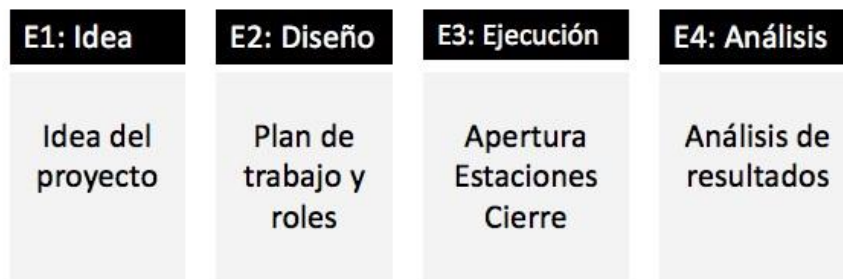 E1: Idea
Idea del
proyecto
E2: Diseño
Plan de
trabajo y
roles
E3: Ejecución
Apertura
Estaciones
Cierre
E4: Análisis
Análisis de
resultados